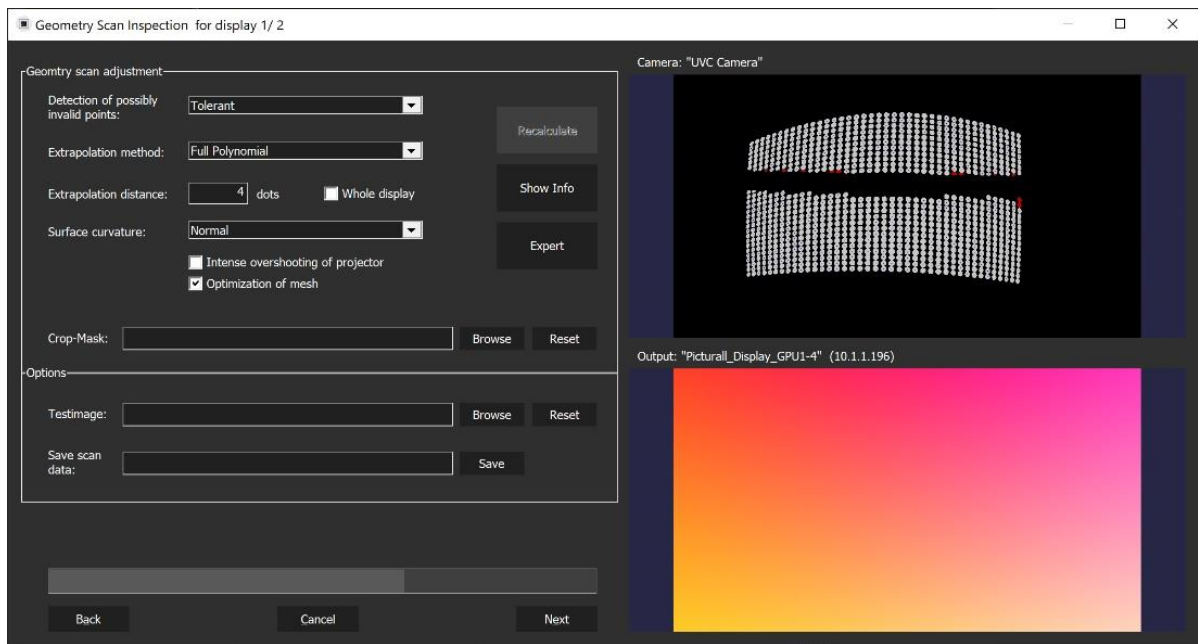 Geometry Scan Inspection for display 1/ 2
Geomtry scan adjustment
Detection of possibly
invalid points:
Tolerant
Recalculate
Extrapolation method:
Full Polynomial
Extrapolation distance:
4
dots
Whole display
Show Info
Surface curvature:
Normal
Expert
Intense overshooting of projector
Optimization of mesh
Crop-Mask:
Browse
Reset
Options
Testimage:
Browse
Reset
Save scan
data:
Save
Back
Cancel
Next
Camera: "UVC Camera"
Output: "Picturall_Display_GPU1-4" (10.1.1.196)